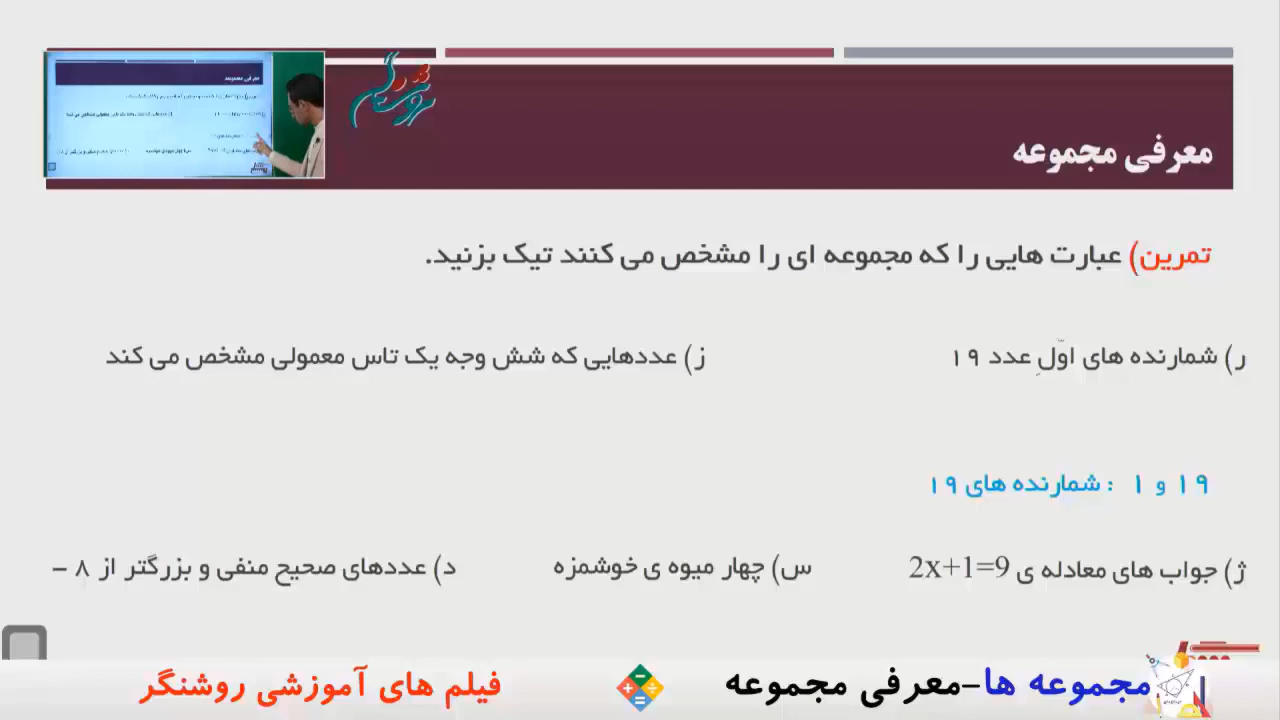 روشنگر
معرفی مجموعه
تمرین) عبارت هایی را که مجموعه ای را مشخص می کنند تیک بزنید.
ر) شمارنده های اوّلِ عدد ۱۹
ز) عددهایی که شش وجه یک تاس معمولی مشخص می کند
۱۹ و ۱ : شمارنده های ۱۹
ژ) جواب های معادله ی 2x+1=9
س) چهار میوه ی خوشمزه
د) عددهای صحیح منفی و بزرگتر از ۸ –
مجموعه ها-معرفی مجموعه
فیلم های آموزشی روشنگر